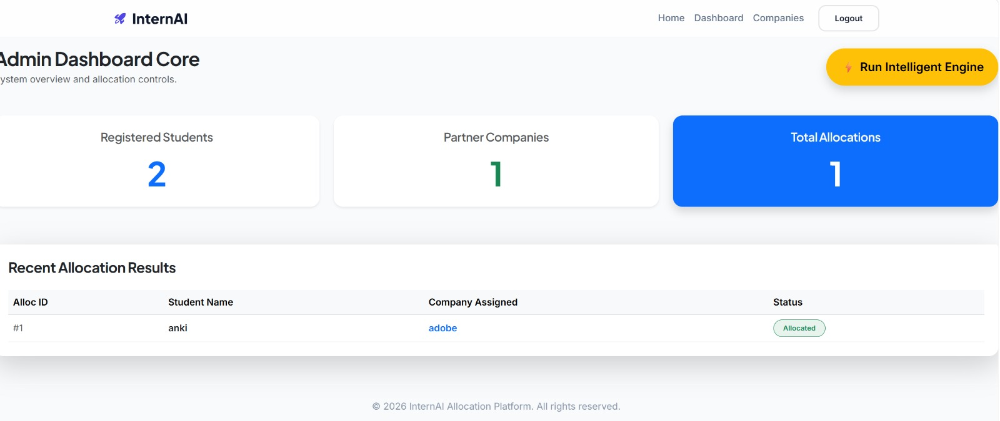 InternAI
Home Dashboard Companies Logout
Admin Dashboard Core
ystem overview and allocation controls.
Run Intelligent Engine
Registered Students
2
Partner Companies
1
Total Allocations
1
Recent Allocation Results
Alloc ID Student Name Company Assigned Status
#1 anki adobe Allocated
© 2026 InternAI Allocation Platform. All rights reserved.